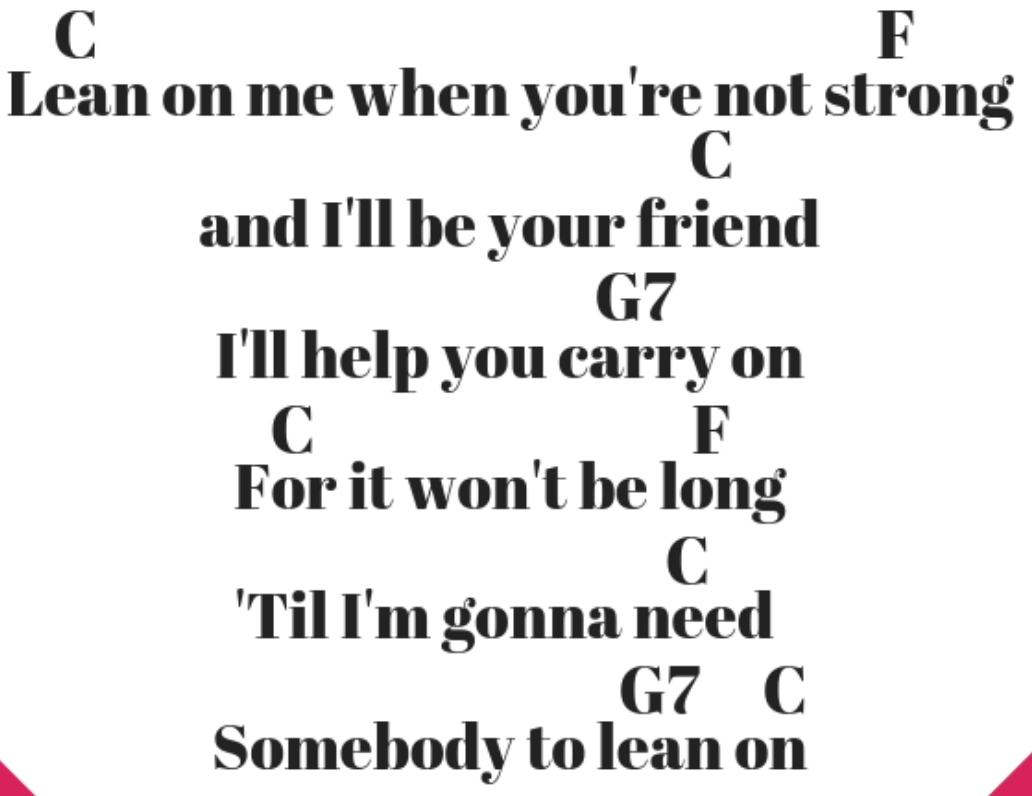 C F
Lean on me when you're not strong
C
and I'll be your friend
G7
I'll help you carry on
C F
For it won't be long
C
'Til I'm gonna need
G7 C
Somebody to lean on